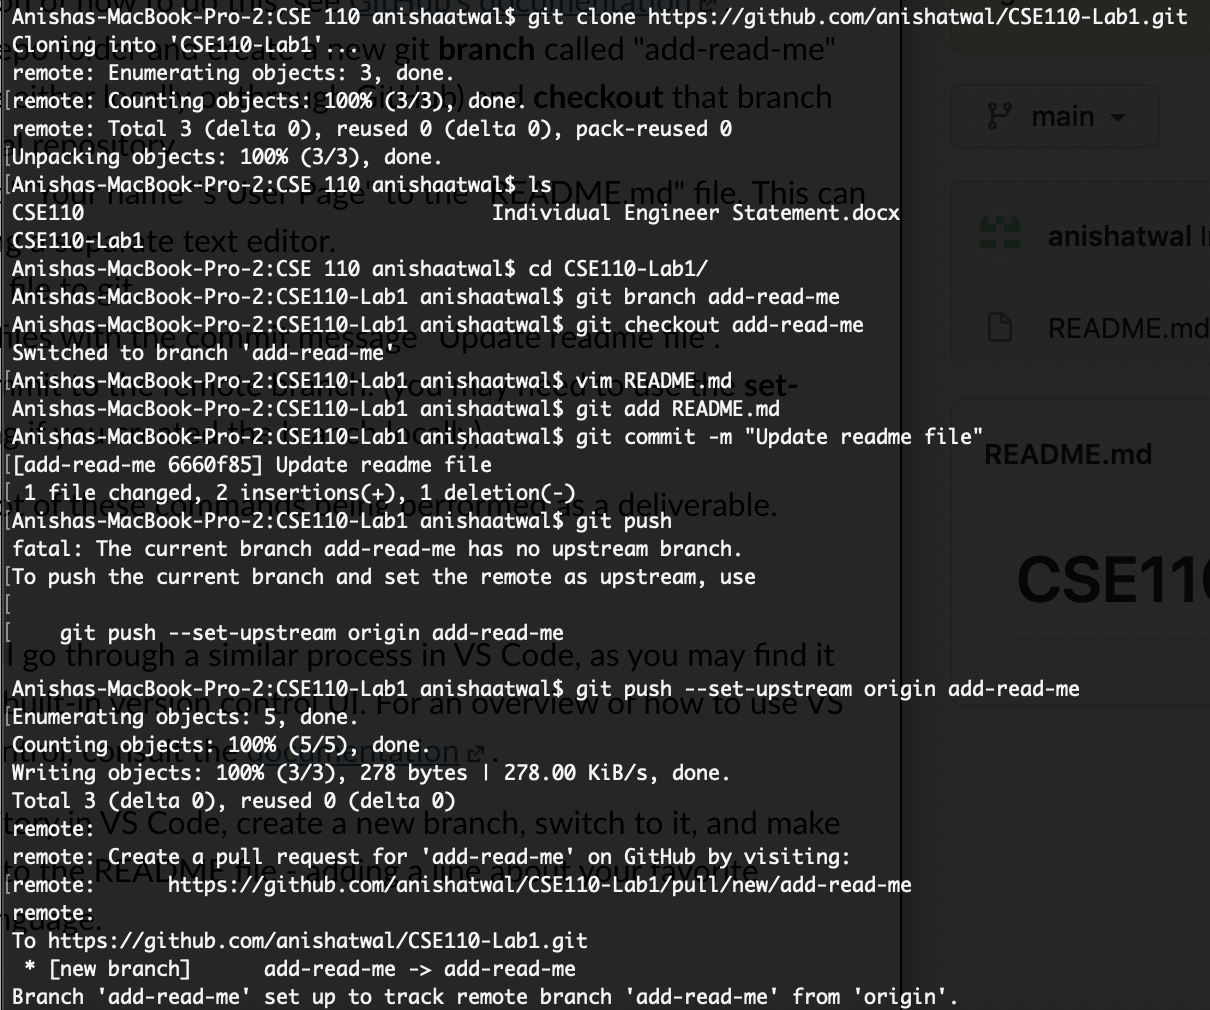 Anishas-MacBook-Pro-2:CSE 110 anishaatwal$ git clone https://github.com/anishatwal/CSE110-Lab1.git
Cloning into 'CSE110-Lab1'...
remote: Enumerating objects: 3, done.
remote: Counting objects: 100% (3/3), done.
remote: Total 3 (delta 0), reused 0 (delta 0), pack-reused 0
Unpacking objects: 100% (3/3), done.
Anishas-MacBook-Pro-2:CSE 110 anishaatwal$ ls
CSE110 Individual Engineer Statement.docx
CSE110-Lab1
Anishas-MacBook-Pro-2:CSE 110 anishaatwal$ cd CSE110-Lab1/
Anishas-MacBook-Pro-2:CSE110-Lab1 anishaatwal$ git branch add-read-me
Anishas-MacBook-Pro-2:CSE110-Lab1 anishaatwal$ git checkout add-read-me
Switched to branch 'add-read-me'
Anishas-MacBook-Pro-2:CSE110-Lab1 anishaatwal$ vim README.md
Anishas-MacBook-Pro-2:CSE110-Lab1 anishaatwal$ git add README.md
Anishas-MacBook-Pro-2:CSE110-Lab1 anishaatwal$ git commit -m "Update readme file"
[add-read-me 6660f85] Update readme file
1 file changed, 2 insertions(+), 1 deletion(-)
Anishas-MacBook-Pro-2:CSE110-Lab1 anishaatwal$ git push
fatal: The current branch add-read-me has no upstream branch.
To push the current branch and set the remote as upstream, use
git push --set-upstream origin add-read-me
Anishas-MacBook-Pro-2:CSE110-Lab1 anishaatwal$ git push --set-upstream origin add-read-me
Enumerating objects: 5, done.
Counting objects: 100% (5/5), done.
Writing objects: 100% (3/3), 278 bytes | 278.00 KiB/s, done.
Total 3 (delta 0), reused 0 (delta 0)
remote:
remote: Create a pull request for 'add-read-me' on GitHub by visiting:
remote: https://github.com/anishatwal/CSE110-Lab1/pull/new/add-read-me
remote:
To https://github.com/anishatwal/CSE110-Lab1.git
* [new branch] add-read-me -> add-read-me
Branch 'add-read-me' set up to track remote branch 'add-read-me' from 'origin'.
main
anishatwal
README.md
README.md
CSE110